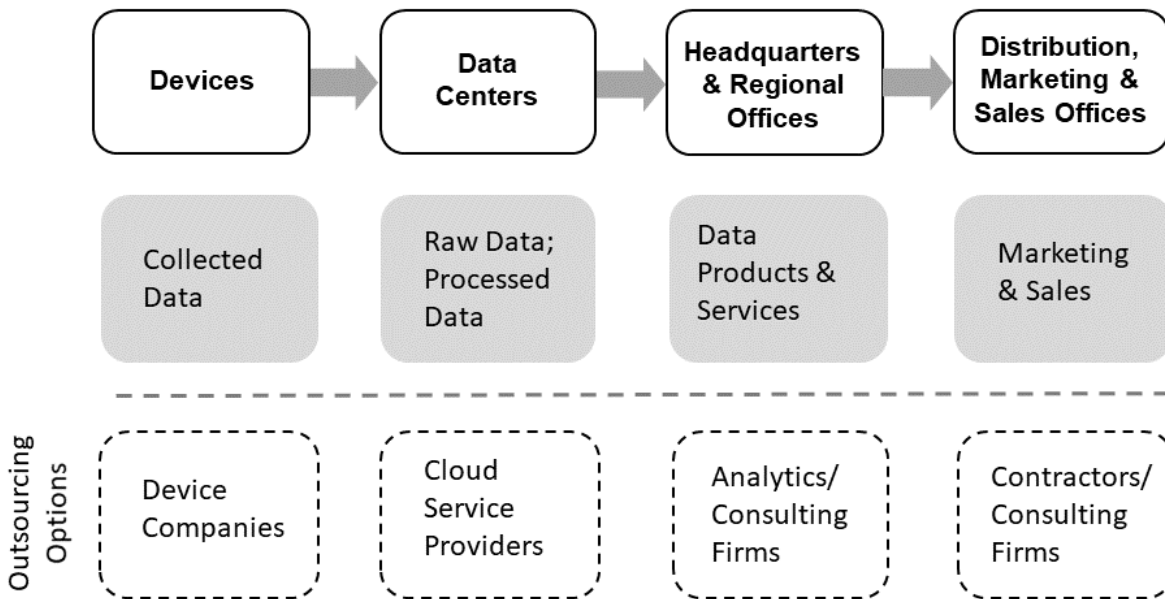 Devices
Data
Centers
Headquarters
& Regional
Offices
Distribution,
Marketing &
Sales Offices
Collected
Data
Raw Data;
Processed
Data
Data
Products &
Services
Marketing
& Sales
Outsourcing
Options
Device
Companies
Cloud
Service
Providers
Analytics/
Consulting
Firms
Contractors/
Consulting
Firms